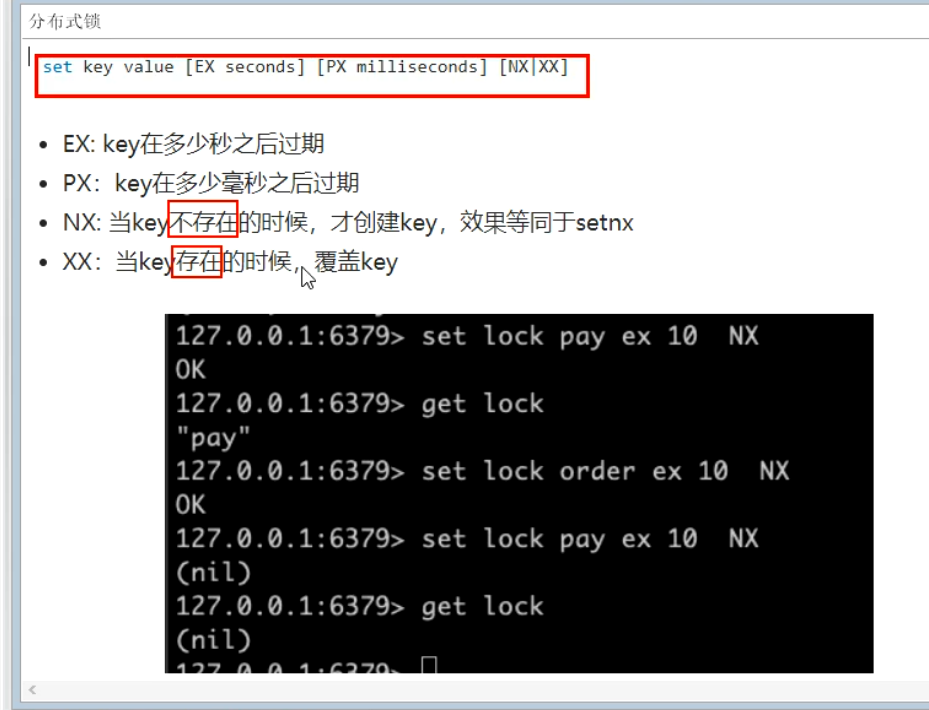 分布式锁
set key value [EX seconds] [PX milliseconds] [NX|XX]
• EX: key在多少秒之后过期
• PX：key在多少毫秒之后过期
• NX: 当key不存在的时候，才创建key，效果等同于setnx
• XX：当key存在的时候，覆盖key
127.0.0.1:6379> set lock pay ex 10  NX
OK
127.0.0.1:6379> get lock
"pay"
127.0.0.1:6379> set lock order ex 10  NX
OK
127.0.0.1:6379> set lock pay ex 10  NX
(nil)
127.0.0.1:6379> get lock
(nil)
127.0.0.1:6379>